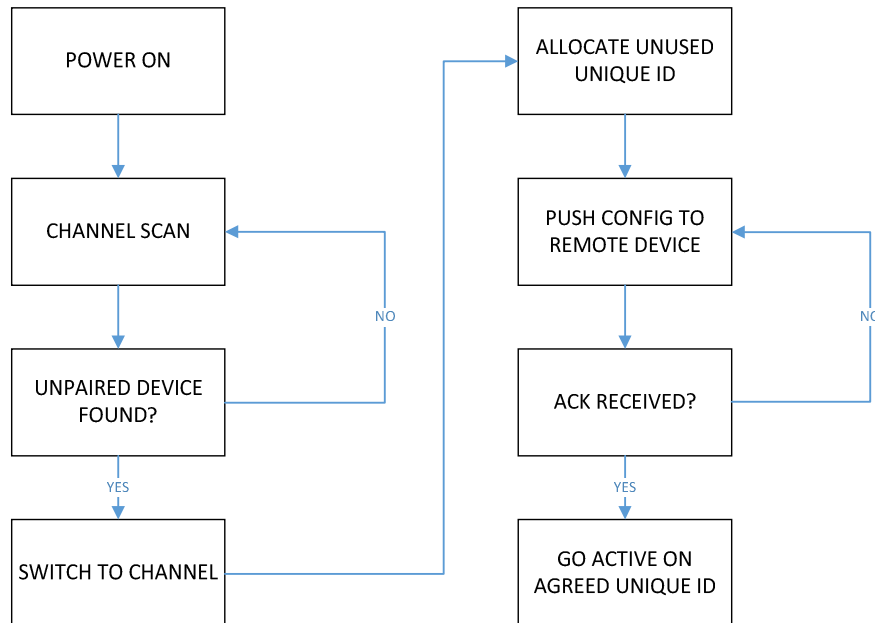 POWER ON
CHANNEL SCAN
NO
UNPAIRED DEVICE
FOUND?
YES
SWITCH TO CHANNEL
ALLOCATE UNUSED
UNIQUE ID
PUSH CONFIG TO
REMOTE DEVICE
NO
ACK RECEIVED?
YES
GO ACTIVE ON
AGREED UNIQUE ID